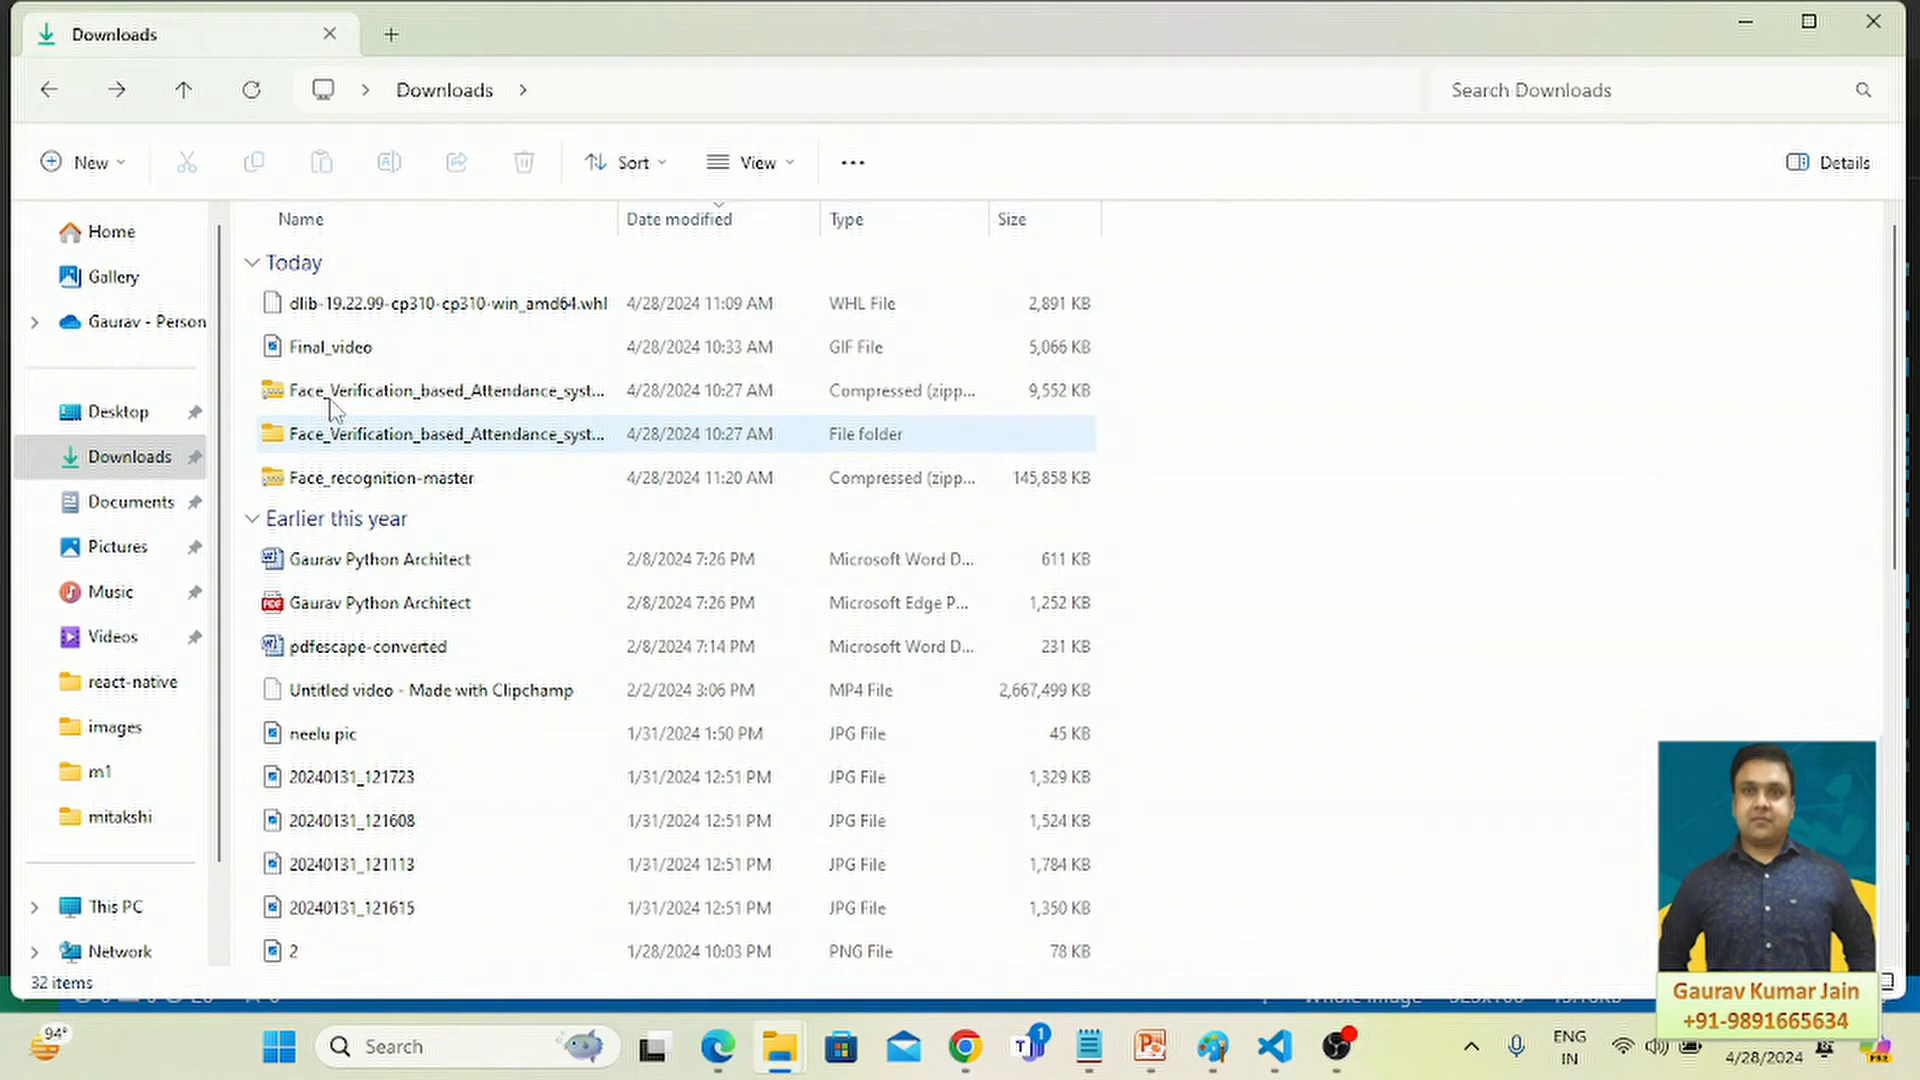 Downloads
Downloads
Search Downloads
New
Sort
View
Details
Home
Gallery
Gaurav - Person
Desktop
Downloads
Documents
Pictures
Music
Videos
react-native
images
m1
mitakshi
This PC
Network
Name Date modified Type Size
Today
dlib-19.22.99-cp310-cp310-win_amd64.whl 4/28/2024 11:09 AM WHL File 2,891 KB
Final_video 4/28/2024 10:33 AM GIF File 5,066 KB
Face_Verification_based_Attendance_syst... 4/28/2024 10:27 AM Compressed (zipp... 9,552 KB
Face_Verification_based_Attendance_syst... 4/28/2024 10:27 AM File folder
Face_recognition-master 4/28/2024 11:20 AM Compressed (zipp... 145,858 KB
Earlier this year
Gaurav Python Architect 2/8/2024 7:26 PM Microsoft Word D... 611 KB
PDF Gaurav Python Architect 2/8/2024 7:26 PM Microsoft Edge P... 1,252 KB
pdfescape-converted 2/8/2024 7:14 PM Microsoft Word D... 231 KB
Untitled video - Made with Clipchamp 2/2/2024 3:06 PM MP4 File 2,667,499 KB
neelu pic 1/31/2024 1:50 PM JPG File 45 KB
20240131_121723 1/31/2024 12:51 PM JPG File 1,329 KB
20240131_121608 1/31/2024 12:51 PM JPG File 1,524 KB
20240131_121113 1/31/2024 12:51 PM JPG File 1,784 KB
20240131_121615 1/31/2024 12:51 PM JPG File 1,350 KB
2 1/28/2024 10:03 PM PNG File 78 KB
32 items
Gaurav Kumar Jain
+91-9891665634
94°
Search
1
ENG
IN
4/28/2024